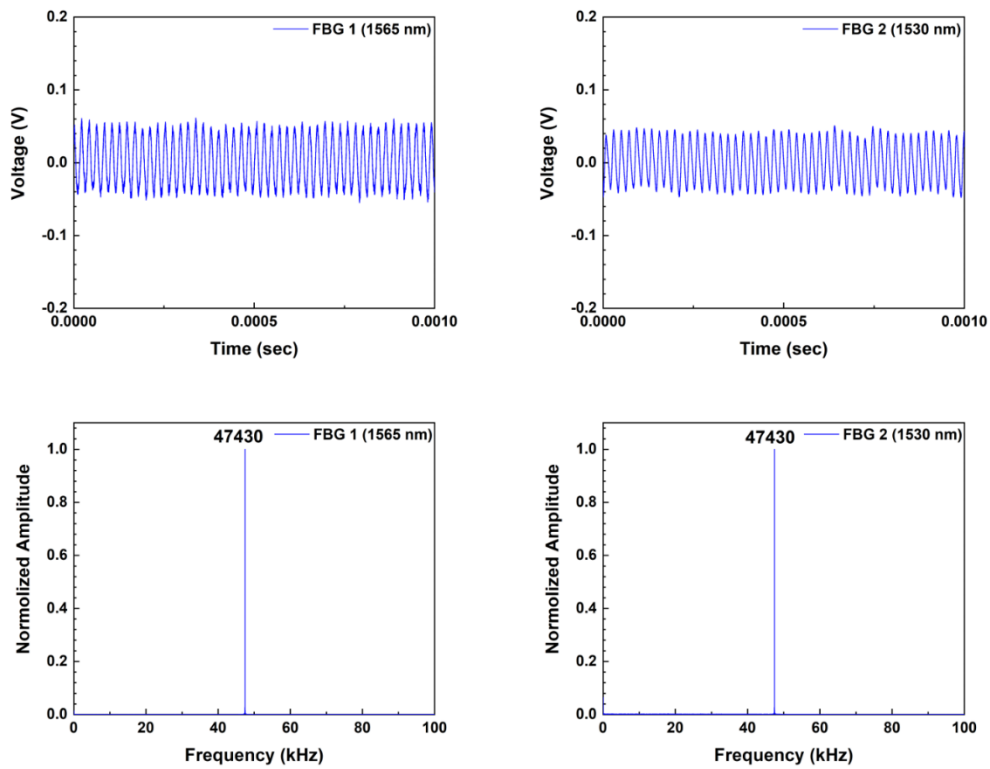 FBG 1 (1565 nm)
0.2
0.1
0.0
-0.1
-0.2
Voltage (V)
0.0000 0.0005 0.0010
Time (sec)
FBG 2 (1530 nm)
0.2
0.1
0.0
-0.1
-0.2
Voltage (V)
0.0000 0.0005 0.0010
Time (sec)
47430
FBG 1 (1565 nm)
1.0
0.8
0.6
0.4
0.2
0.0
Normolized Amplitude
0 20 40 60 80 100
Frequency (kHz)
47430
FBG 2 (1530 nm)
1.0
0.8
0.6
0.4
0.2
0.0
Normolized Amplitude
0 20 40 60 80 100
Frequency (kHz)